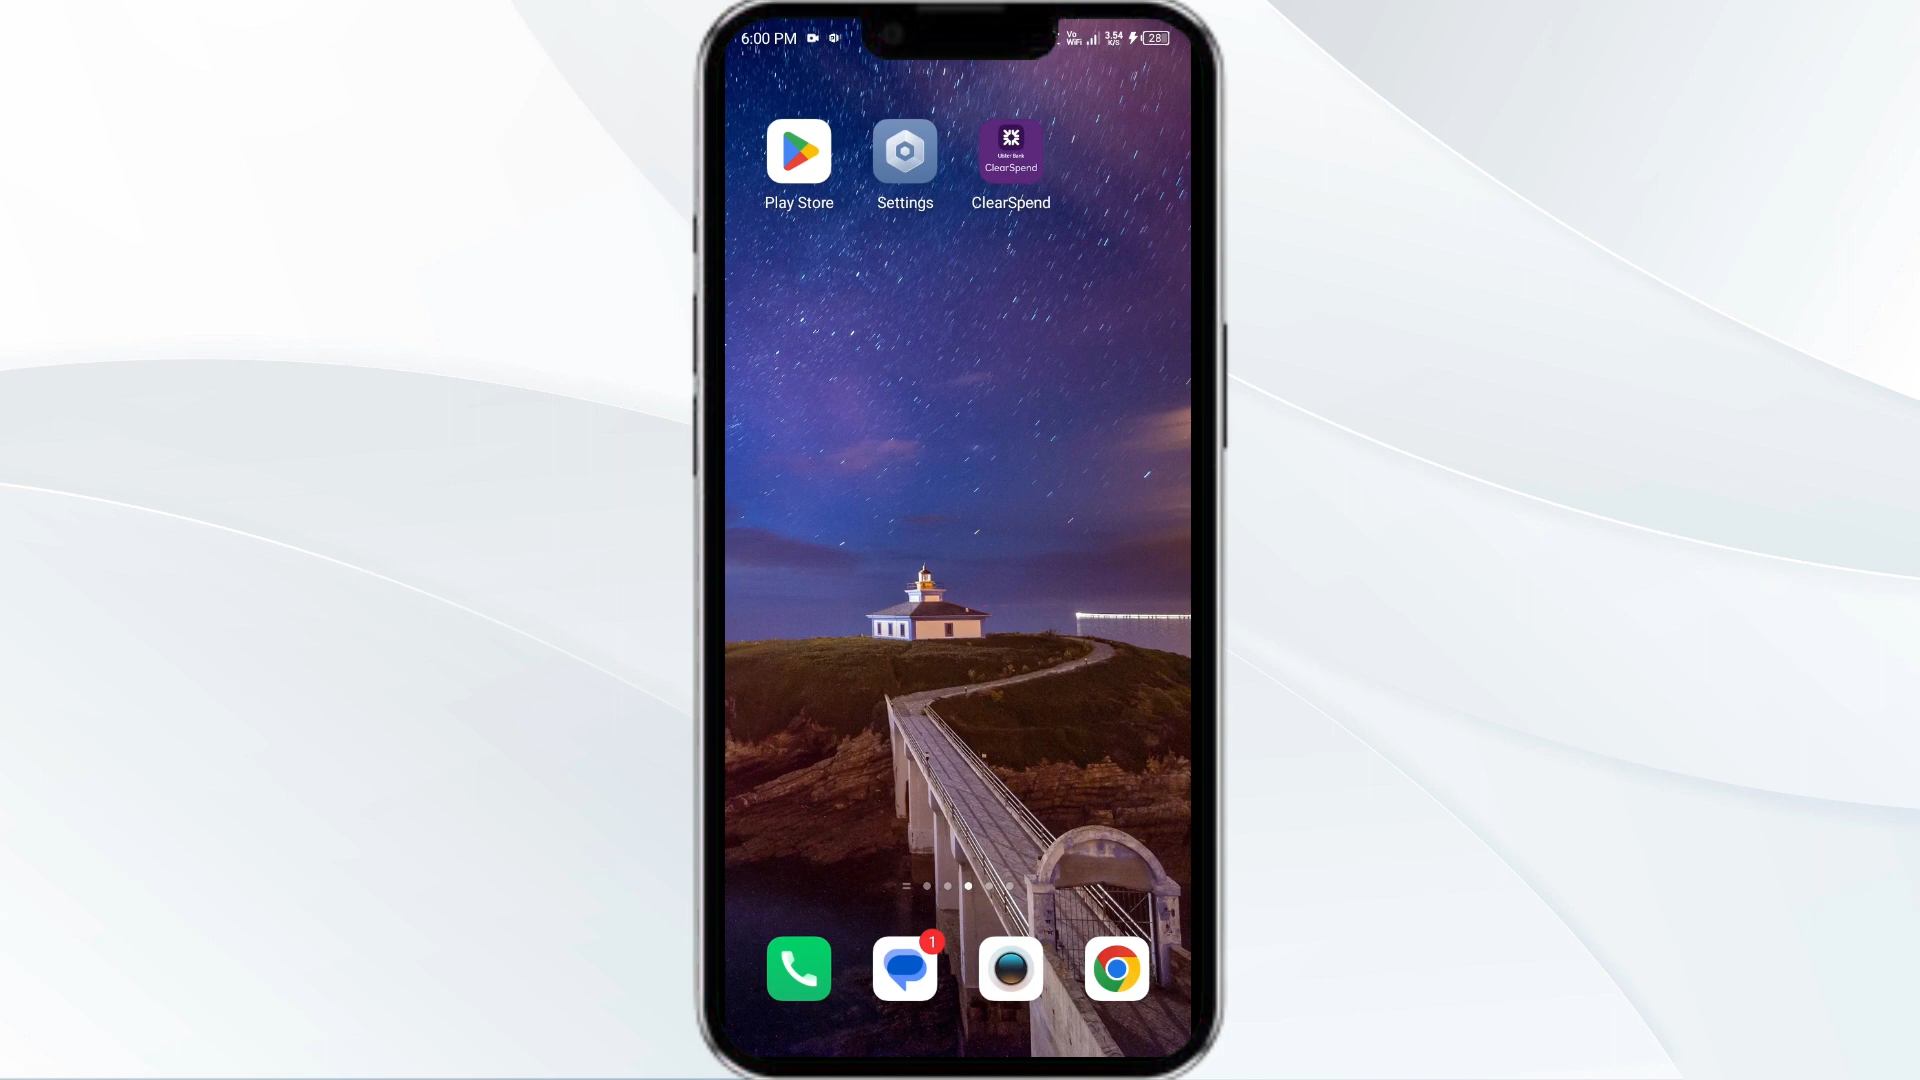 6:00 PM
Vo WiFi 3.54 K/S 28
Ulster Bank
ClearSpend
Play Store Settings ClearSpend
1